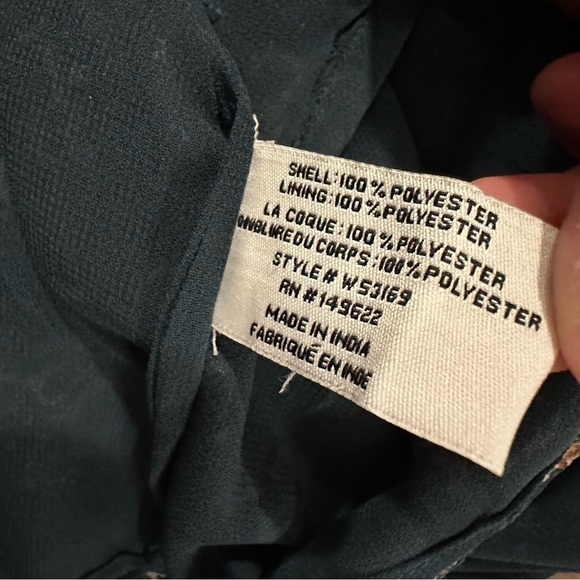 SHELL:100%POLYESTER
LINING:100%POLYESTER
LA COQUE:100%POLYESTER
DU CORPS:100%POLYESTER
STYLE# W53169
RN #149622
MADE IN INDIA
FABRIQUÉ EN INDE